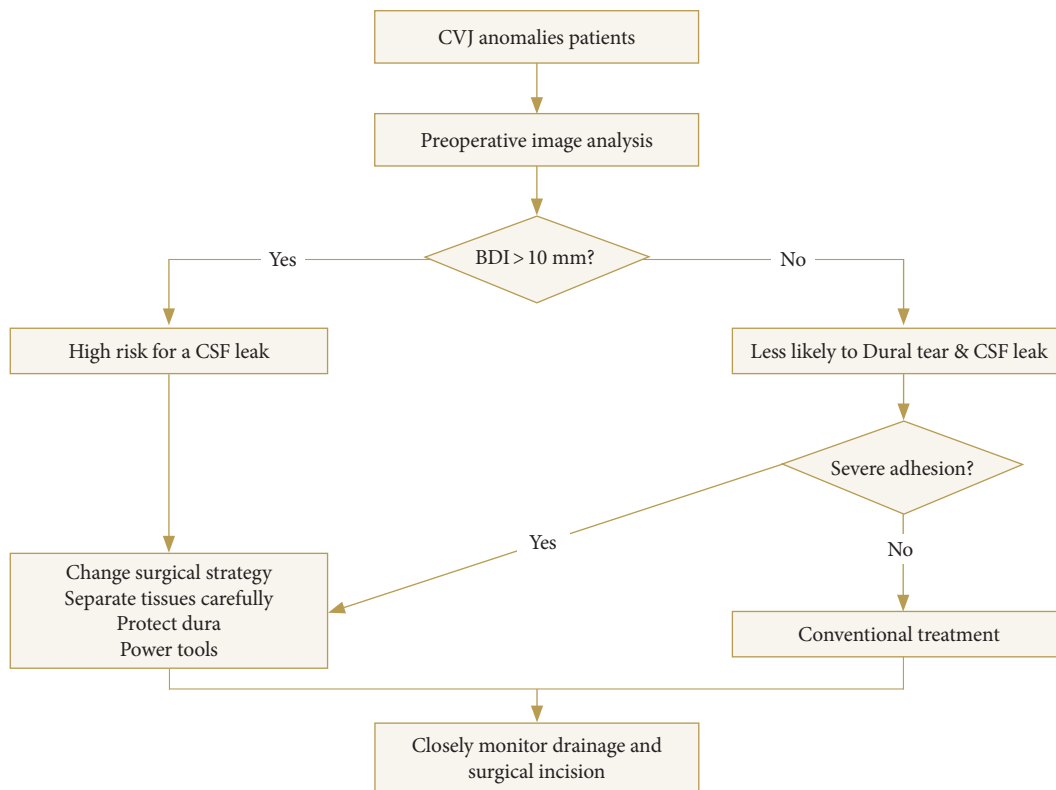 CVJ anomalies patients
Preoperative image analysis
BDI > 10 mm?
Yes
No
High risk for a CSF leak
Less likely to Dural tear & CSF leak
Severe adhesion?
Yes
No
Change surgical strategy
Separate tissues carefully
Protect dura
Power tools
Conventional treatment
Closely monitor drainage and
surgical incision